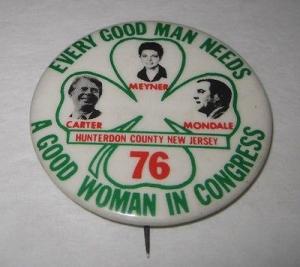 EVERY GOOD MAN NEEDS
MEYNER
CARTER
MONDALE
HUNTERDON COUNTY NEW JERSEY
76
A GOOD WOMAN IN CONGRESS